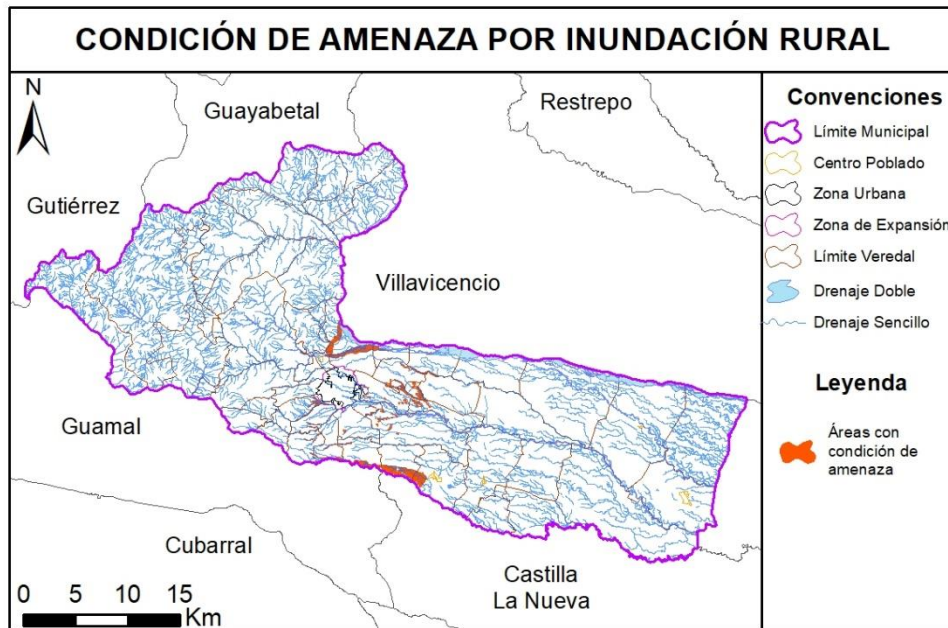 CONDICIÓN DE AMENAZA POR INUNDACIÓN RURAL
N
Guayabetal
Restrepo
Gutiérrez
Villavicencio
Guamal
Cubarral
Castilla
La Nueva
0 5 10 15
Km
Convenciones
Límite Municipal
Centro Poblado
Zona Urbana
Zona de Expansión
Límite Veredal
Drenaje Doble
Drenaje Sencillo
Leyenda
Áreas con
condición de
amenaza